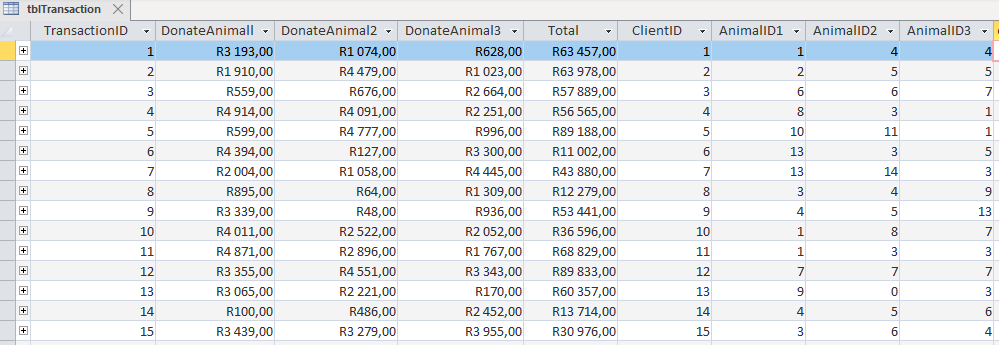 tblTransaction
TransactionID DonateAnimall DonateAnimal2 DonateAnimal3 Total ClientID AnimalID1 AnimalID2 AnimalID3
1 R3 193,00 R1 074,00 R628,00 R63 457,00 1 1 4 4
2 R1 910,00 R4 479,00 R1 023,00 R63 978,00 2 2 5 5
3 R559,00 R676,00 R2 664,00 R57 889,00 3 6 6 7
4 R4 914,00 R4 091,00 R2 251,00 R56 565,00 4 8 3 1
5 R599,00 R4 777,00 R996,00 R89 188,00 5 10 11 1
6 R4 394,00 R127,00 R3 300,00 R11 002,00 6 13 3 5
7 R2 004,00 R1 058,00 R4 445,00 R43 880,00 7 13 14 3
8 R895,00 R64,00 R1 309,00 R12 279,00 8 3 4 9
9 R3 339,00 R48,00 R936,00 R53 441,00 9 4 5 13
10 R4 011,00 R2 522,00 R2 052,00 R36 596,00 10 1 8 7
11 R4 871,00 R2 896,00 R1 767,00 R68 829,00 11 1 3 3
12 R3 355,00 R4 551,00 R3 343,00 R89 833,00 12 7 7 7
13 R3 065,00 R2 221,00 R170,00 R60 357,00 13 9 0 3
14 R100,00 R486,00 R2 452,00 R13 714,00 14 4 5 6
15 R3 439,00 R3 279,00 R3 955,00 R30 976,00 15 3 6 4